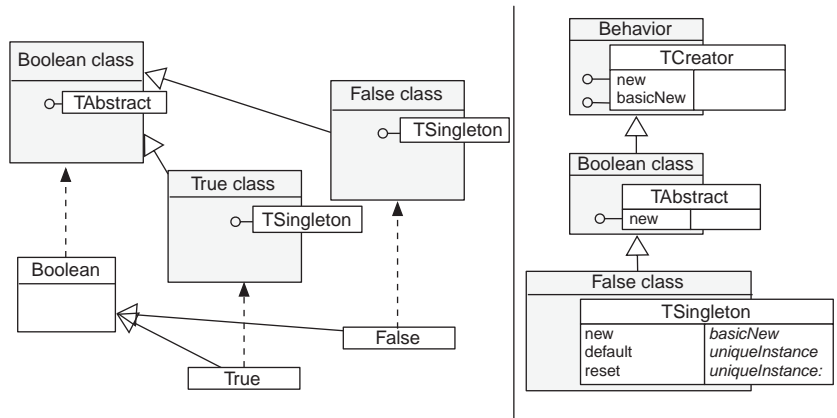 Boolean class
TAbstract
False class
TSingleton
True class
TSingleton
Boolean
False
True
Behavior
TCreator
new
basicNew
Boolean class
TAbstract
new
False class
TSingleton
new basicNew
default uniqueInstance
reset uniqueInstance: